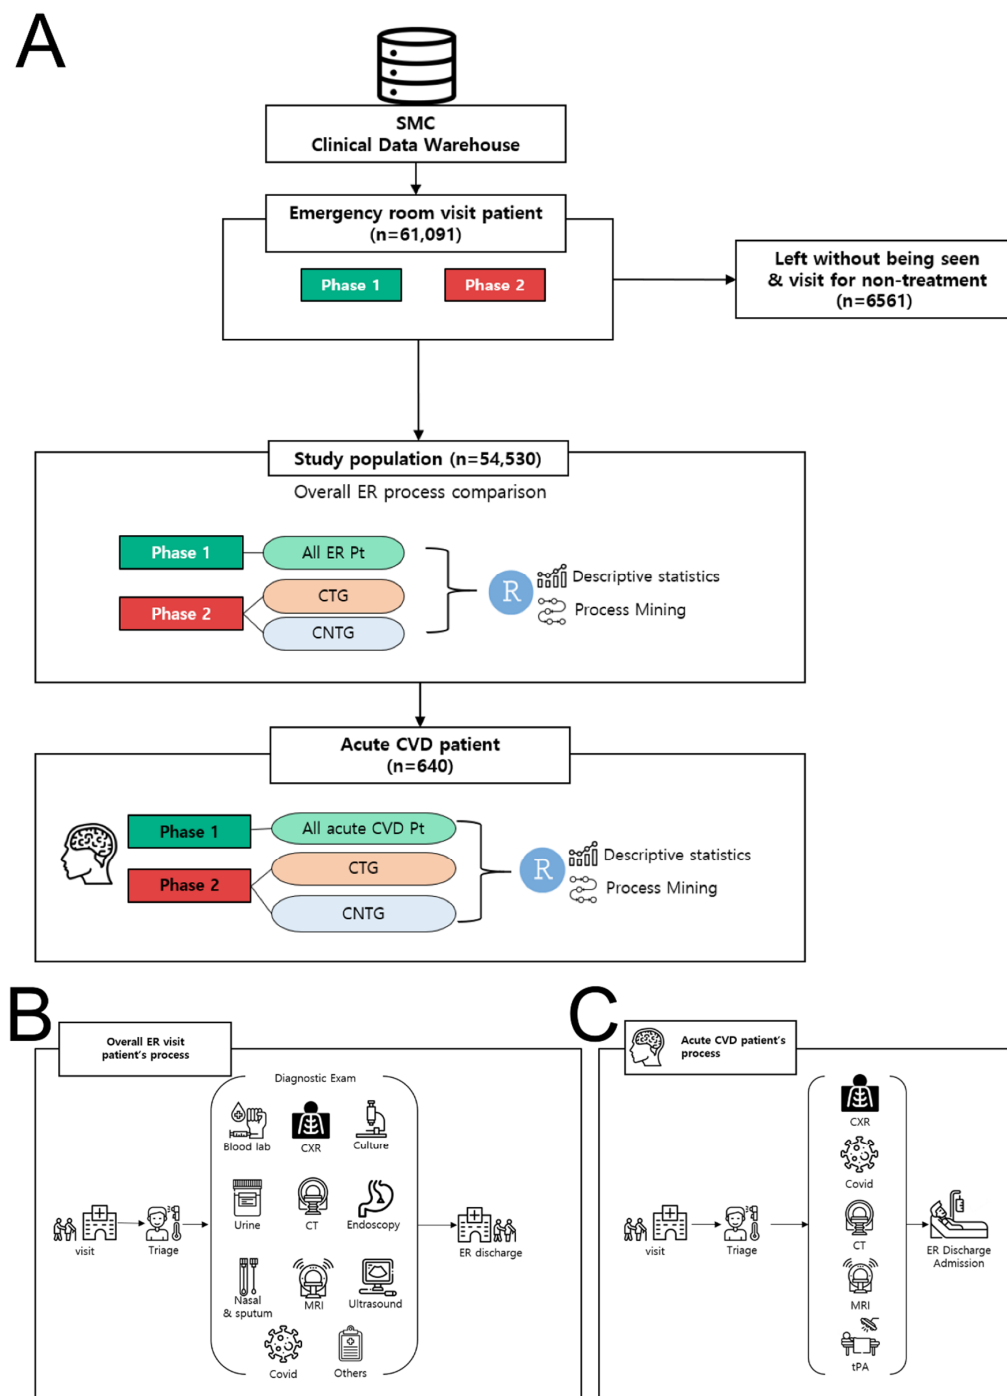 A
SMC
Clinical Data Warehouse
Emergency room visit patient
(n=61,091)
Phase 1
Phase 2
Left without being seen
& visit for non-treatment
(n=6561)
Study population (n=54,530)
Overall ER process comparison
Phase 1
All ER Pt
Phase 2
CTG
CNTG
R
Descriptive statistics
Process Mining
Acute CVD patient
(n=640)
Phase 1
All acute CVD Pt
Phase 2
CTG
CNTG
R
Descriptive statistics
Process Mining
B
Overall ER visit
patient's process
Diagnostic Exam
Blood lab
CXR
Culture
Urine
CT
Endoscopy
visit
Triage
ER discharge
Nasal
& sputum
MRI
Ultrasound
Covid
Others
C
Acute CVD patient's
process
CXR
Covid
CT
MRI
tPA
visit
Triage
ER Discharge
Admission